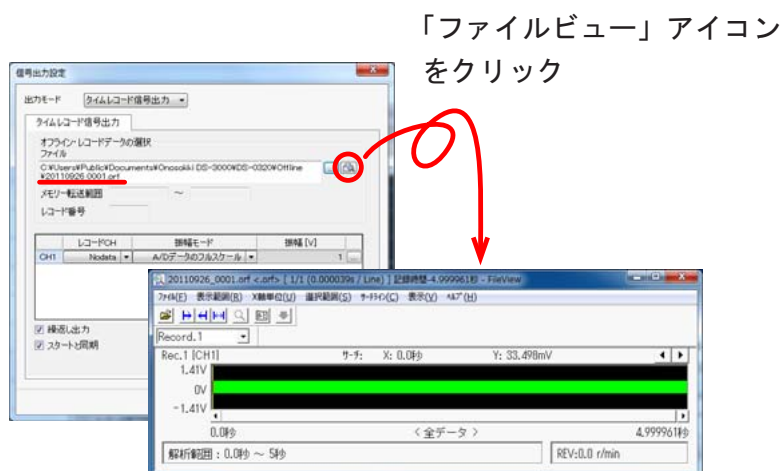 「ファイルビュー」アイコン
をクリック
信号出力設定
出力モード タイムレコード信号出力
タイムレコード信号出力
オフライン・レコードデータの選択
ファイル
C:¥Users¥Public¥Documents¥Onosokki DS-3000¥DS-0320¥Offline
¥20110926_0001.orf
メモリー転送範囲 ～
レコード番号
レコードCH 振幅モード 振幅 [V]
CH1 Nodata A/Dデータのフルスケール 1 ...
繰返し出力
スタートと同期
20110926_0001.orf <.orf> [ 1/1 (0.000039s / Line) ] 記録時間-4.999961秒 - FileView
ファイル(F) 表示範囲(R) X軸単位(U) 選択範囲(S) サーチライン(C) 表示(V) ヘルプ(H)
Record.1
Rec.1 [CH1] サーチ: X: 0.0秒 Y: 33.498mV
1.41V
0V
-1.41V
0.0秒 〈 全データ 〉 4.999961秒
解析範囲 : 0.0秒 ～ 5秒 REV:0.0 r/min